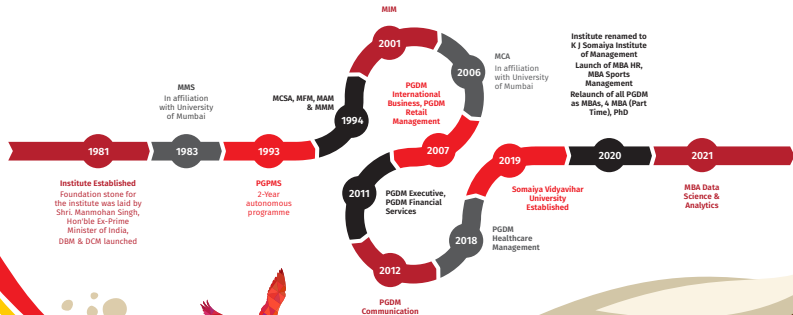 1981
Institute Established
Foundation stone for
the institute was laid by
Shri. Manmohan Singh,
Hon'ble Ex-Prime
Minister of India,
DBM & DCM launched
MMS
In affiliation
with University
of Mumbai
1983
1993
PGPMS
2-Year
autonomous
programme
MCSA, MFM, MAM
& MMM
1994
MIM
2001
2006
MCA
In affiliation
with University
of Mumbai
PGDM
International
Business, PGDM
Retail
Management
2007
2011
PGDM Executive,
PGDM Financial
Services
2012
PGDM
Communication
2018
PGDM
Healthcare
Management
2019
Somaiya Vidyavihar
University
Established
Institute renamed to
K J Somaiya Institute
of Management
Launch of MBA HR,
MBA Sports
Management
Relaunch of all PGDM
as MBAs, 4 MBA (Part
Time), PhD
2020
2021
MBA Data
Science &
Analytics